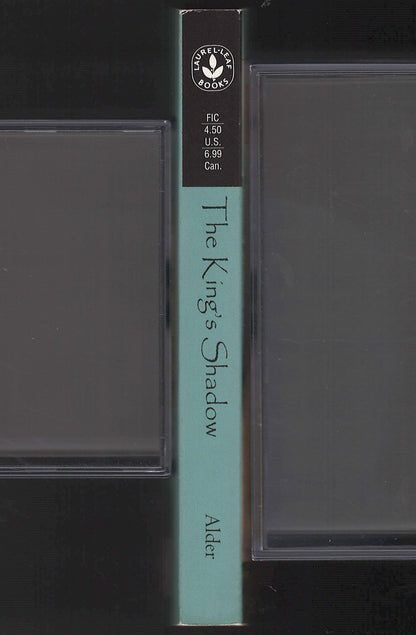 LAUREL-LEAF
BOOKS
FIC
4.50
U.S.
6.99
Can.
The King's Shadow
Alder